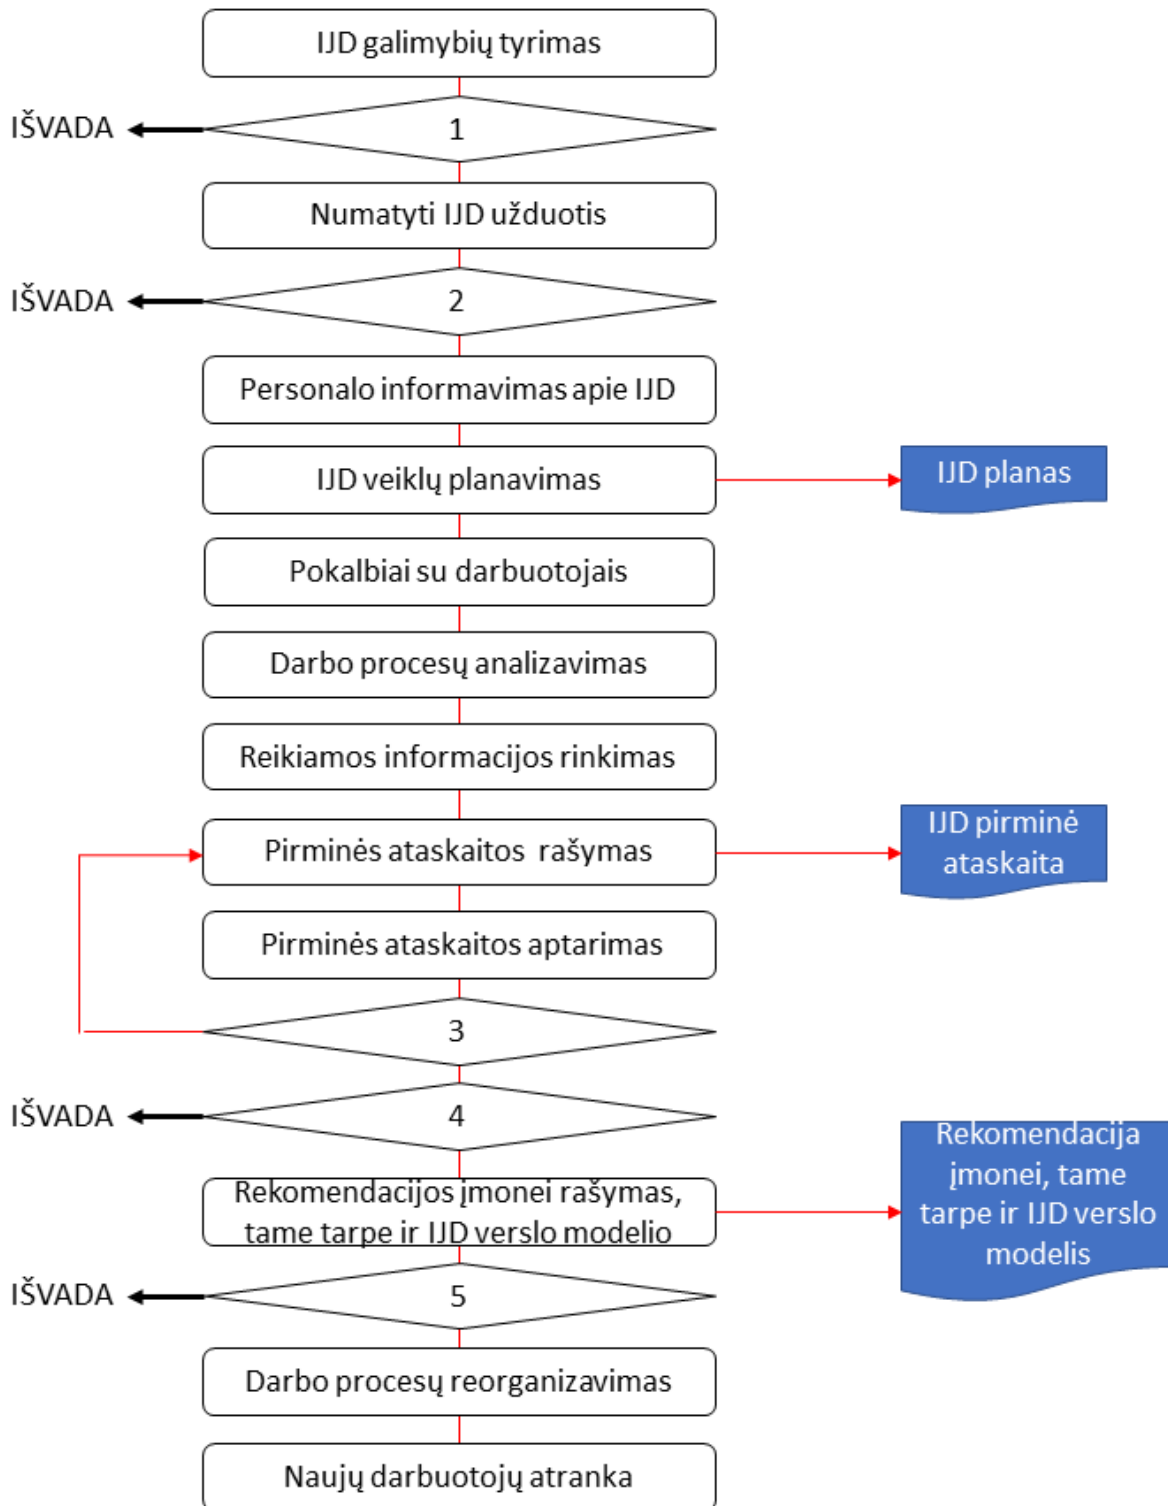 IJD galimybių tyrimas
IŠVADA
1
Numatyti IJD užduotis
IŠVADA
2
Personalo informavimas apie IJD
IJD veiklų planavimas
IJD planas
Pokalbiai su darbuotojais
Darbo procesų analizavimas
Reikiamos informacijos rinkimas
Pirminės ataskaitos rašymas
IJD pirminė
ataskaita
Pirminės ataskaitos aptarimas
3
IŠVADA
4
Rekomendacijos įmonei rašymas,
tame tarpe ir IJD verslo modelio
Rekomendacija
įmonei, tame
tarpe ir IJD verslo
modelis
IŠVADA
5
Darbo procesų reorganizavimas
Naujų darbuotojų atranka